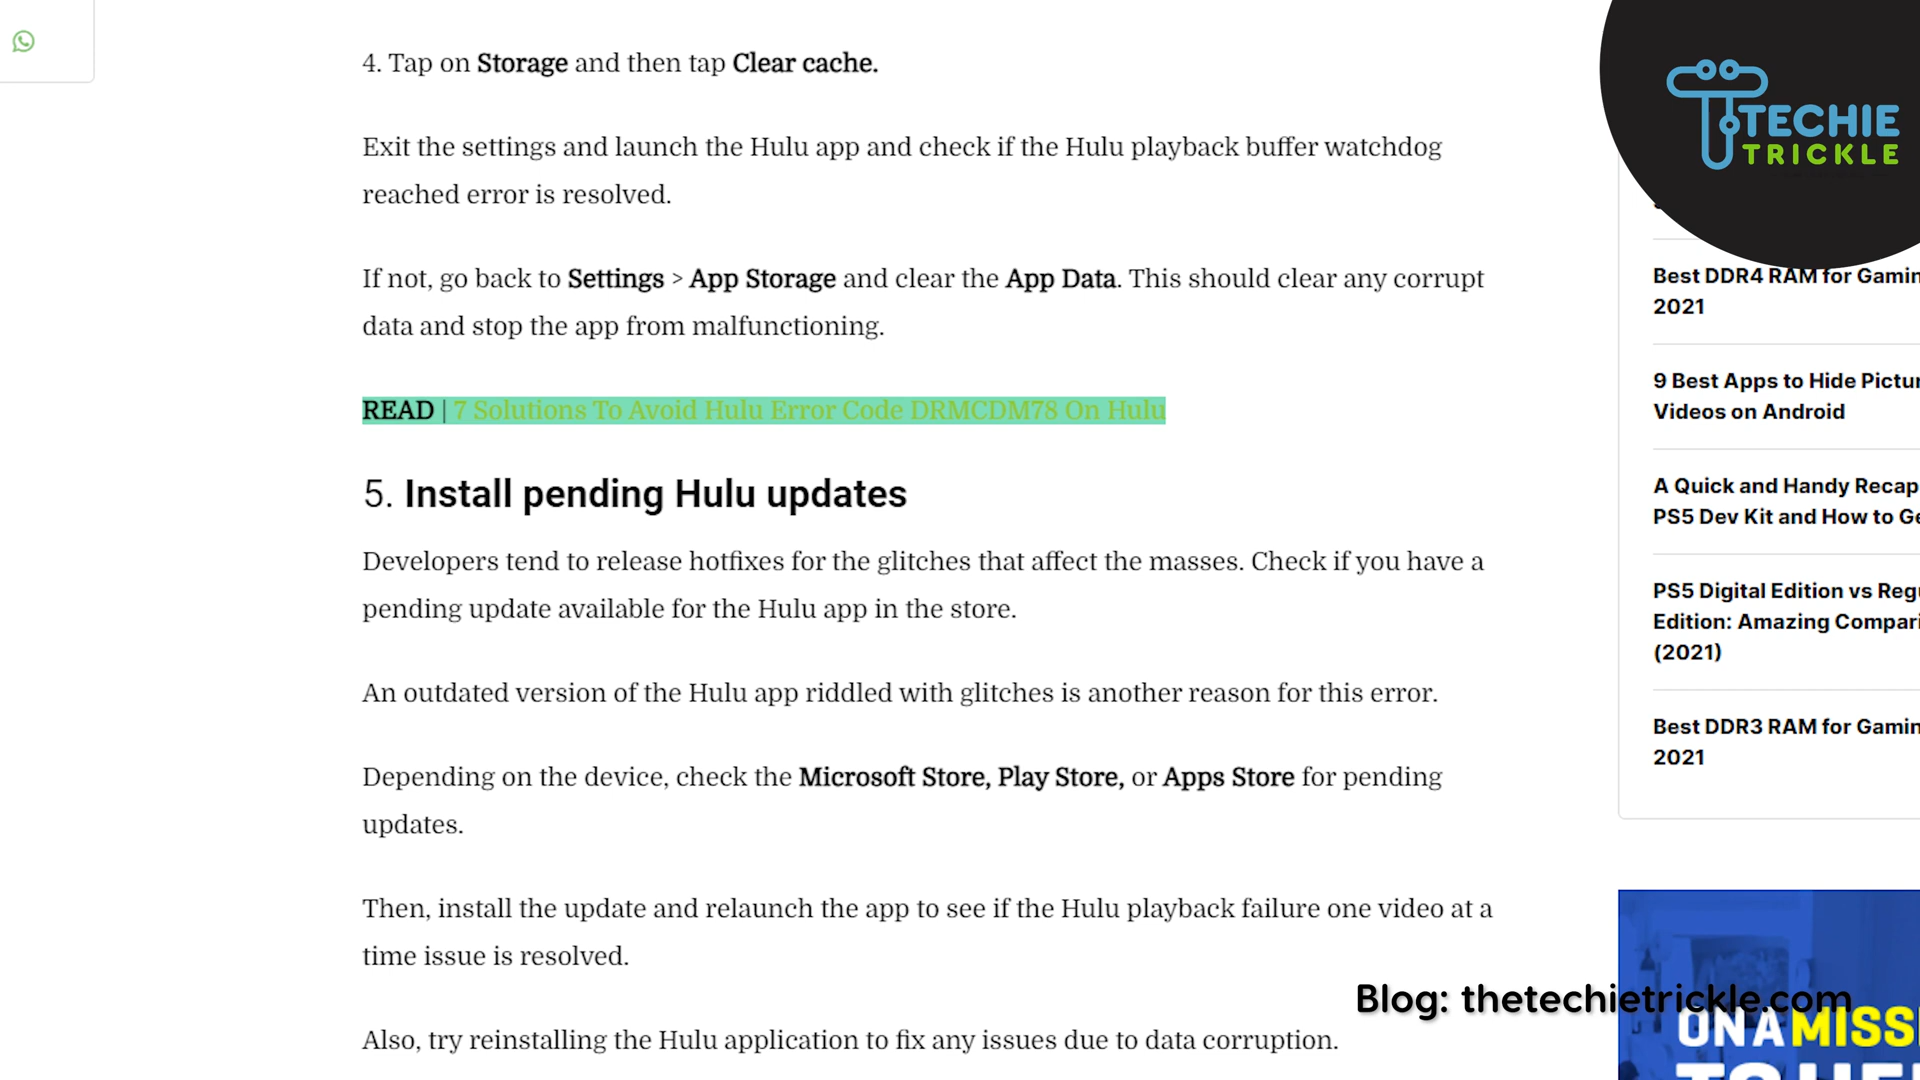 4. Tap on Storage and then tap Clear cache.
Exit the settings and launch the Hulu app and check if the Hulu playback buffer watchdog
reached error is resolved.
If not, go back to Settings > App Storage and clear the App Data. This should clear any corrupt
data and stop the app from malfunctioning.
READ | 7 Solutions To Avoid Hulu Error Code DRMCDM78 On Hulu
5. Install pending Hulu updates
Developers tend to release hotfixes for the glitches that affect the masses. Check if you have a
pending update available for the Hulu app in the store.
An outdated version of the Hulu app riddled with glitches is another reason for this error.
Depending on the device, check the Microsoft Store, Play Store, or Apps Store for pending
updates.
Then, install the update and relaunch the app to see if the Hulu playback failure one video at a
time issue is resolved.
Also, try reinstalling the Hulu application to fix any issues due to data corruption.
TECHIE
TRICKLE
Best DDR4 RAM for Gamin
2021
9 Best Apps to Hide Pictu
Videos on Android
A Quick and Handy Recap
PS5 Dev Kit and How to Ge
PS5 Digital Edition vs Reg
Edition: Amazing Compari
(2021)
Best DDR3 RAM for Gamin
2021
Blog: thetechietrickle.com
ON A MISS